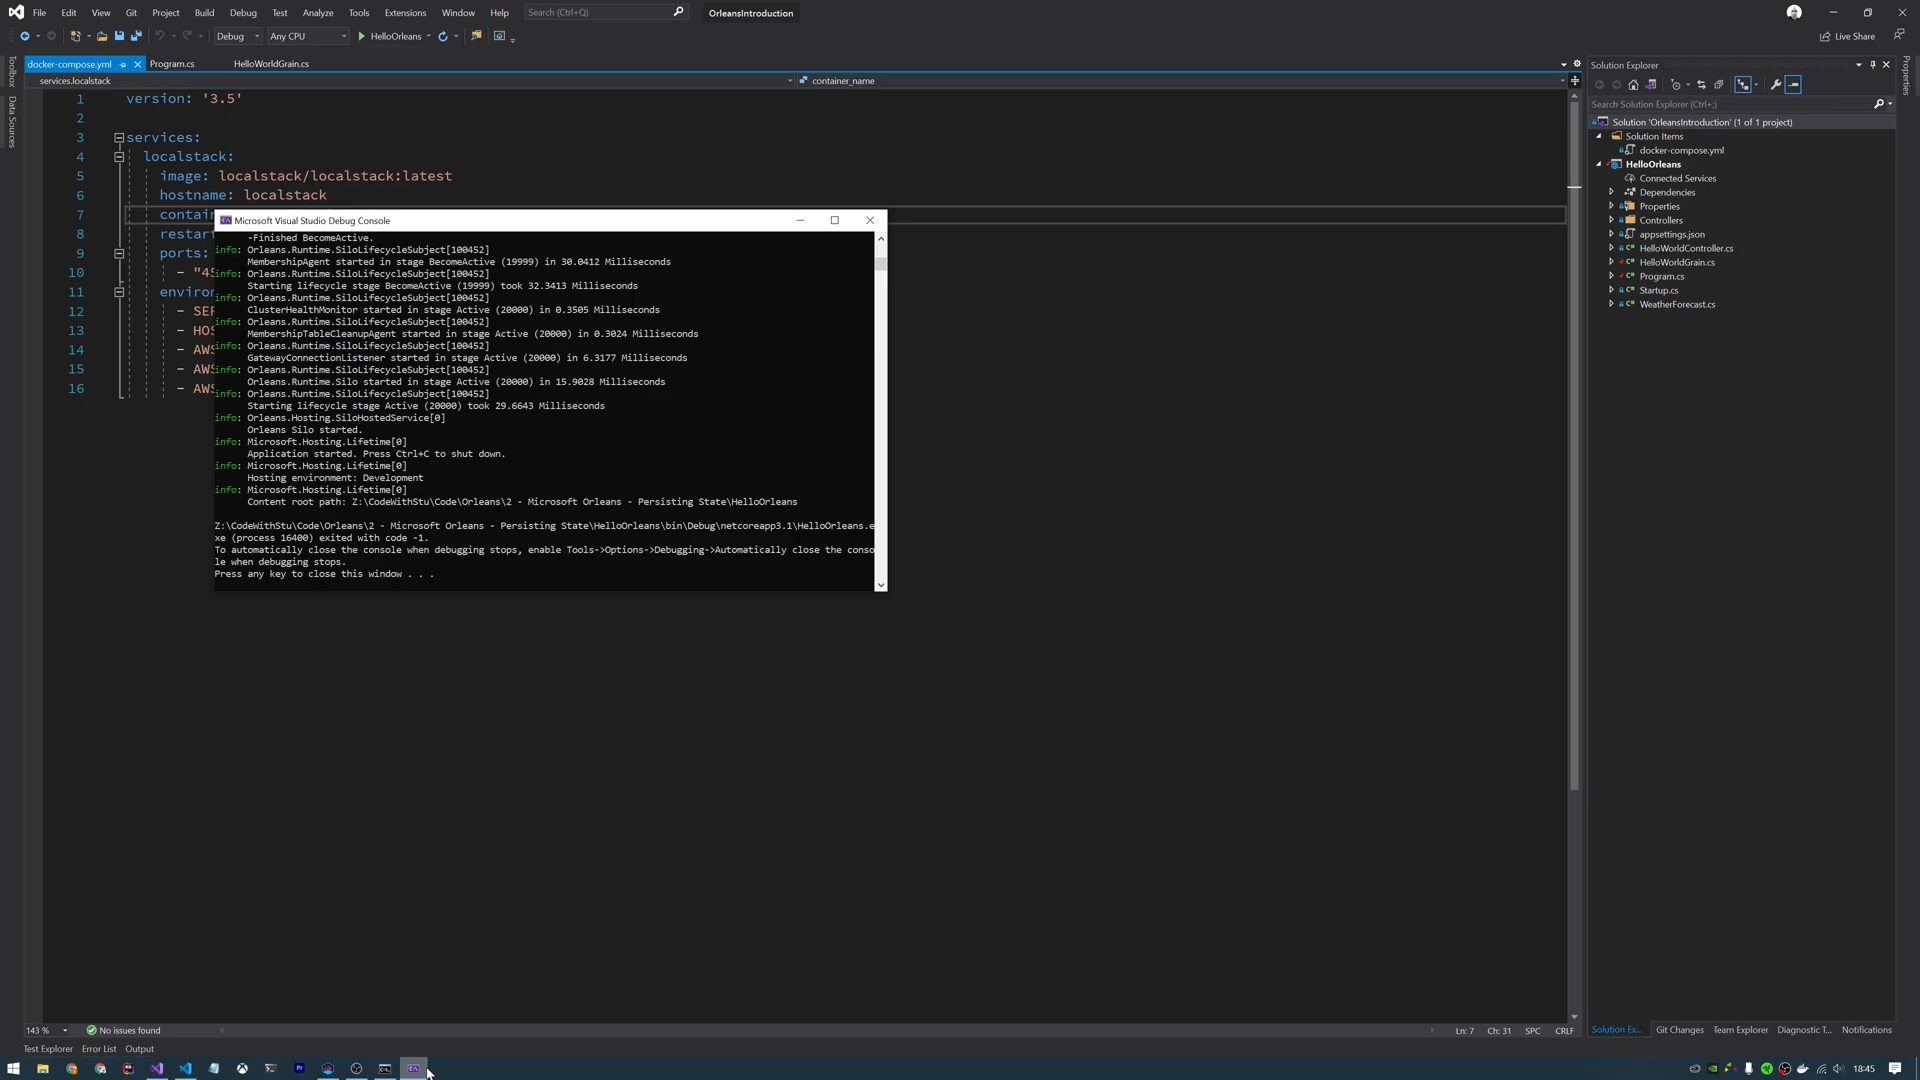 File Edit View Git Project Build Debug Test Analyze Tools Extensions Window Help Search (Ctrl+Q) OrleansIntroduction
Debug Any CPU HelloOrleans Live Share
docker-compose.yml Program.cs HelloWorldGrain.cs
services.localstack container_name
Toolbox
Data Sources
1 version: '3.5'
2
3 services:
4 localstack:
5 image: localstack/localstack:latest
6 hostname: localstack
7 contai
8 restar
9 ports:
10 - "45
11 enviro
12 - SE
13 - HO
14 - AWS
15 - AWS
16 - AWS
Microsoft Visual Studio Debug Console
-Finished BecomeActive.
info: Orleans.Runtime.SiloLifecycleSubject[100452]
MembershipAgent started in stage BecomeActive (19999) in 30.0412 Milliseconds
info: Orleans.Runtime.SiloLifecycleSubject[100452]
Starting lifecycle stage BecomeActive (19999) took 32.3413 Milliseconds
info: Orleans.Runtime.SiloLifecycleSubject[100452]
ClusterHealthMonitor started in stage Active (20000) in 0.3505 Milliseconds
info: Orleans.Runtime.SiloLifecycleSubject[100452]
MembershipTableCleanupAgent started in stage Active (20000) in 0.3024 Milliseconds
info: Orleans.Runtime.SiloLifecycleSubject[100452]
GatewayConnectionListener started in stage Active (20000) in 6.3177 Milliseconds
info: Orleans.Runtime.SiloLifecycleSubject[100452]
Orleans.Runtime.Silo started in stage Active (20000) in 15.9028 Milliseconds
info: Orleans.Runtime.SiloLifecycleSubject[100452]
Starting lifecycle stage Active (20000) took 29.6643 Milliseconds
info: Orleans.Hosting.SiloHostedService[0]
Orleans Silo started.
info: Microsoft.Hosting.Lifetime[0]
Application started. Press Ctrl+C to shut down.
info: Microsoft.Hosting.Lifetime[0]
Hosting environment: Development
info: Microsoft.Hosting.Lifetime[0]
Content root path: Z:\CodeWithStu\Code\Orleans\2 - Microsoft Orleans - Persisting State\HelloOrleans
Z:\CodeWithStu\Code\Orleans\2 - Microsoft Orleans - Persisting State\HelloOrleans\bin\Debug\netcoreapp3.1\HelloOrleans.e
xe (process 16400) exited with code -1.
To automatically close the console when debugging stops, enable Tools->Options->Debugging->Automatically close the conso
le when debugging stops.
Press any key to close this window . . .
Solution Explorer
Search Solution Explorer (Ctrl+;)
Solution 'OrleansIntroduction' (1 of 1 project)
Solution Items
docker-compose.yml
HelloOrleans
Connected Services
Dependencies
Properties
Controllers
appsettings.json
HelloWorldController.cs
HelloWorldGrain.cs
Program.cs
Startup.cs
WeatherForecast.cs
Properties
143 % No issues found Ln: 7 Ch: 31 SPC CRLF
Solution Ex... Git Changes Team Explorer Diagnostic T... Notifications
Test Explorer Error List Output
18:45